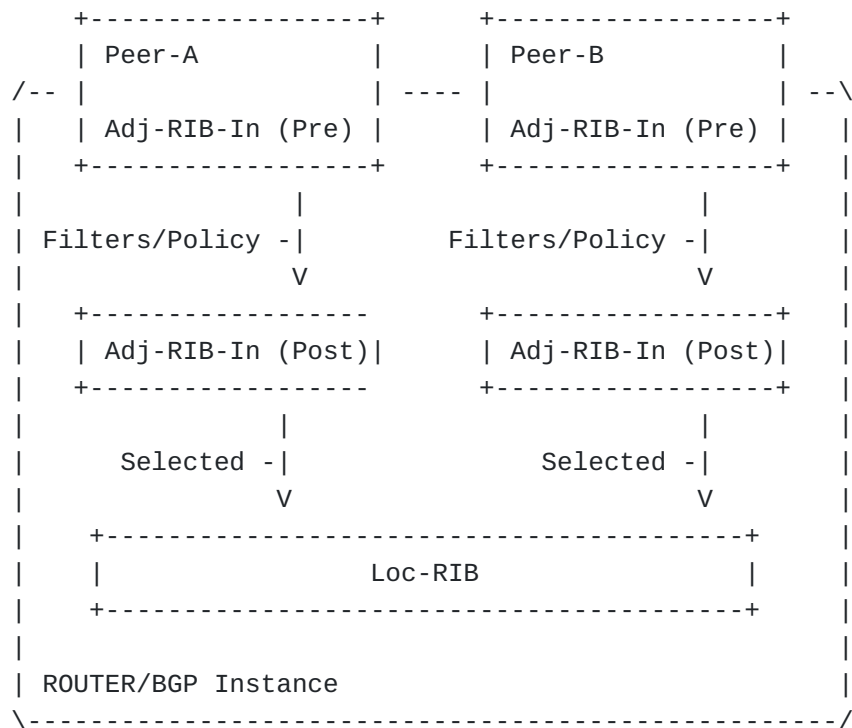 Peer-A Peer-B
Adj-RIB-In (Pre) Adj-RIB-In (Pre)
Filters/Policy Filters/Policy
V V
Adj-RIB-In (Post) Adj-RIB-In (Post)
Selected Selected
V V
Loc-RIB
ROUTER/BGP Instance